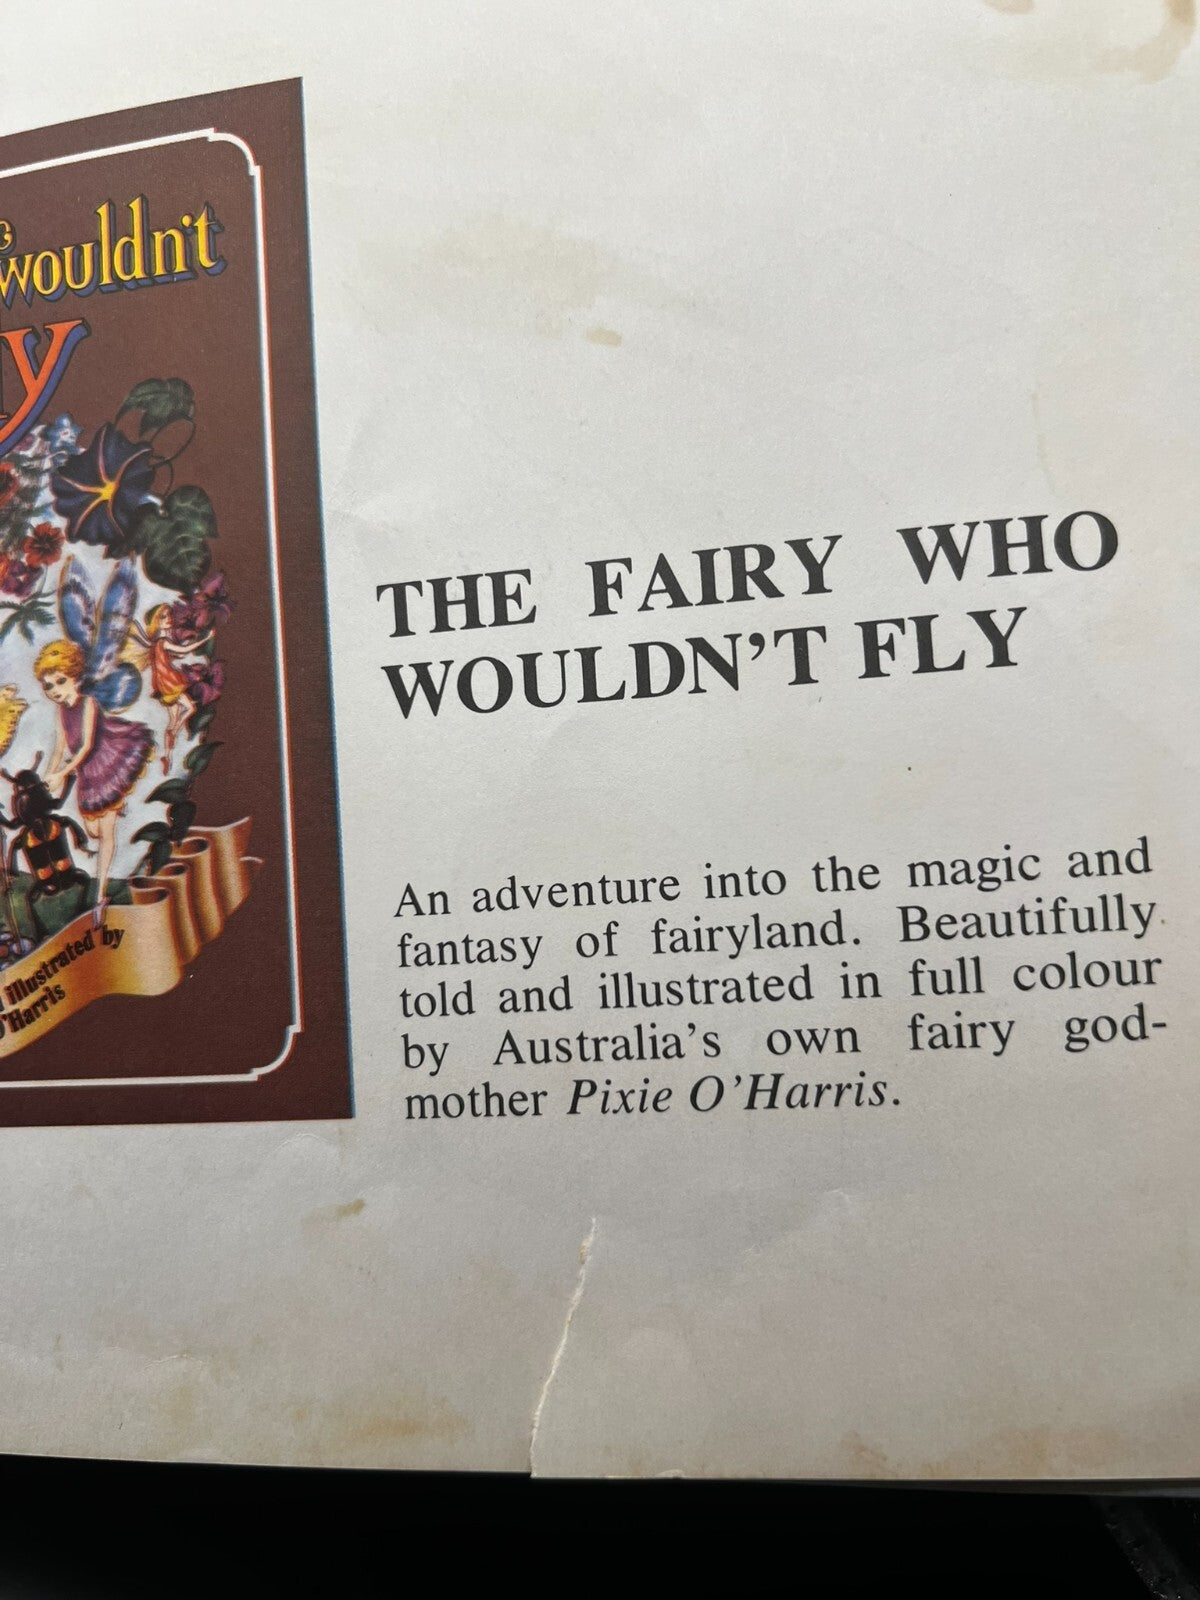 wouldn't
THE FAIRY WHO
WOULDN'T FLY
An adventure into the magic and
fantasy of fairyland. Beautifully
told and illustrated in full colour
by Australia's own fairy god-
mother Pixie O'Harris.
illustrated by
O'Harris